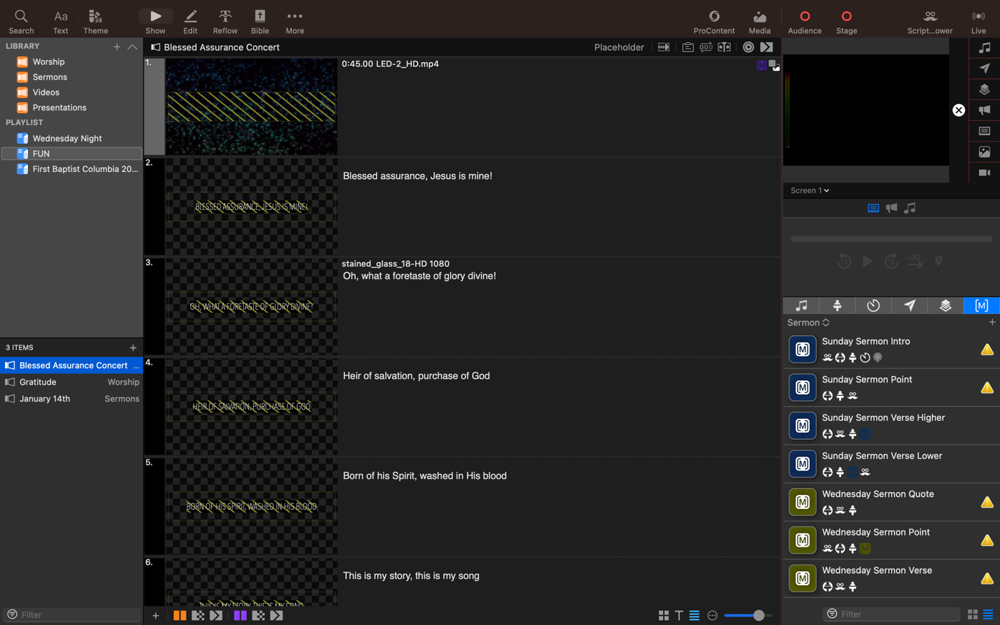 Search
Text
Theme
Show
Edit
Reflow
Bible
More
ProContent
Media
Audience
Stage
Script...ower
Live
LIBRARY
Worship
Sermons
Videos
Presentations
PLAYLIST
Wednesday Night
FUN
First Baptist Columbia 20...
3 ITEMS
Blessed Assurance Concert ...
Gratitude Worship
January 14th Sermons
Filter
Blessed Assurance Concert
Placeholder
1.
0:45.00 LED-2_HD.mp4
2.
BLESSED ASSURANCE, JESUS IS MINE!
Blessed assurance, Jesus is mine!
3.
OH, WHAT A FORETASTE OF GLORY DIVINE!
stained_glass_18-HD 1080
Oh, what a foretaste of glory divine!
4.
HEIR OF SALVATION, PURCHASE OF GOD
Heir of salvation, purchase of God
5.
BORN OF HIS SPIRIT, WASHED IN HIS BLOOD
Born of his Spirit, washed in His blood
6.
THIS IS MY STORY, THIS IS MY SONG
This is my story, this is my song
Screen 1
15
15
-30
[M]
Sermon
Sunday Sermon Intro
Sunday Sermon Point
Sunday Sermon Verse Higher
Sunday Sermon Verse Lower
Wednesday Sermon Quote
Wednesday Sermon Point
Wednesday Sermon Verse
Filter